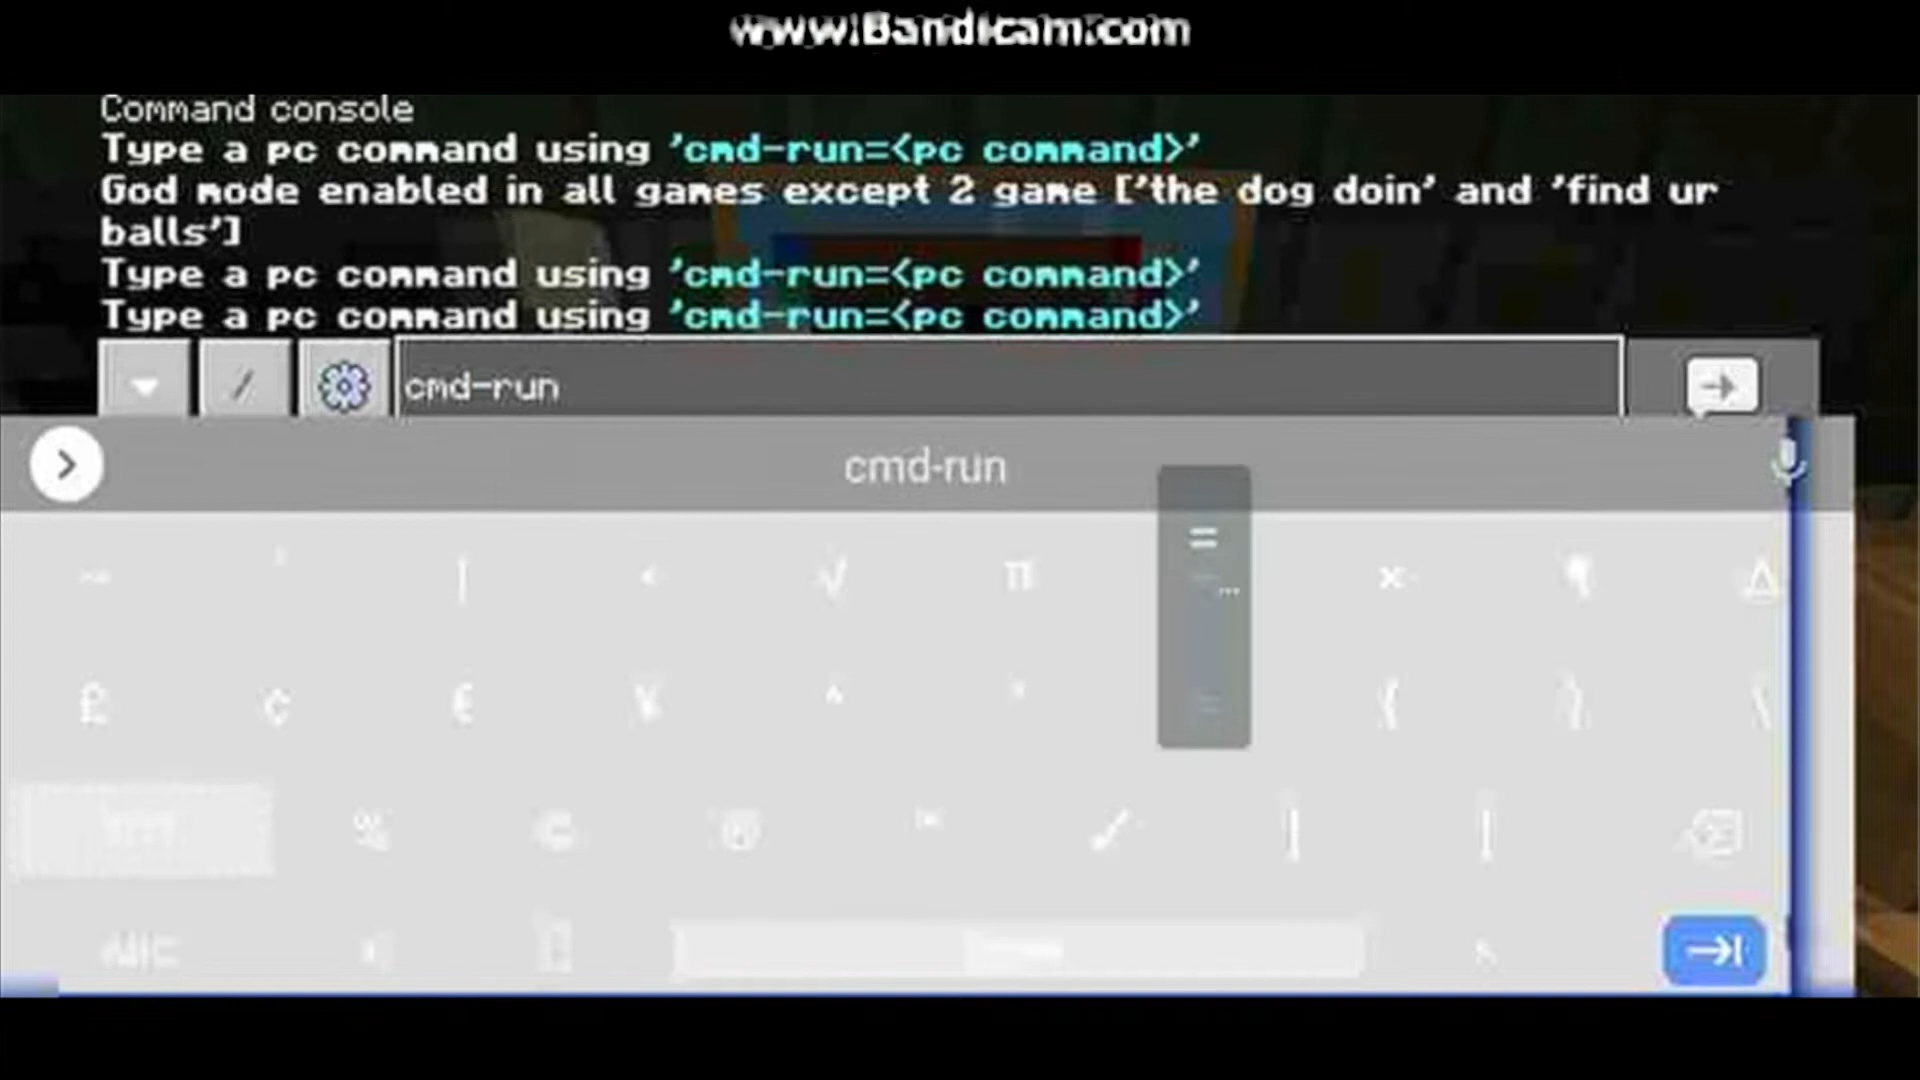 www.Bandicam.com
Command console
Type a pc command using 'cmd-run=<pc command>'
God mode enabled in all games except 2 game ['the dog doin' and 'find ur
balls']
Type a pc command using 'cmd-run=<pc command>'
Type a pc command using 'cmd-run=<pc command>'
/ cmd-run
cmd-run
=
| √ π × ¶ Δ
£ ¢ € ¥ ^ ° = { } \
% © ® ™ ✓ [ ]
ABC